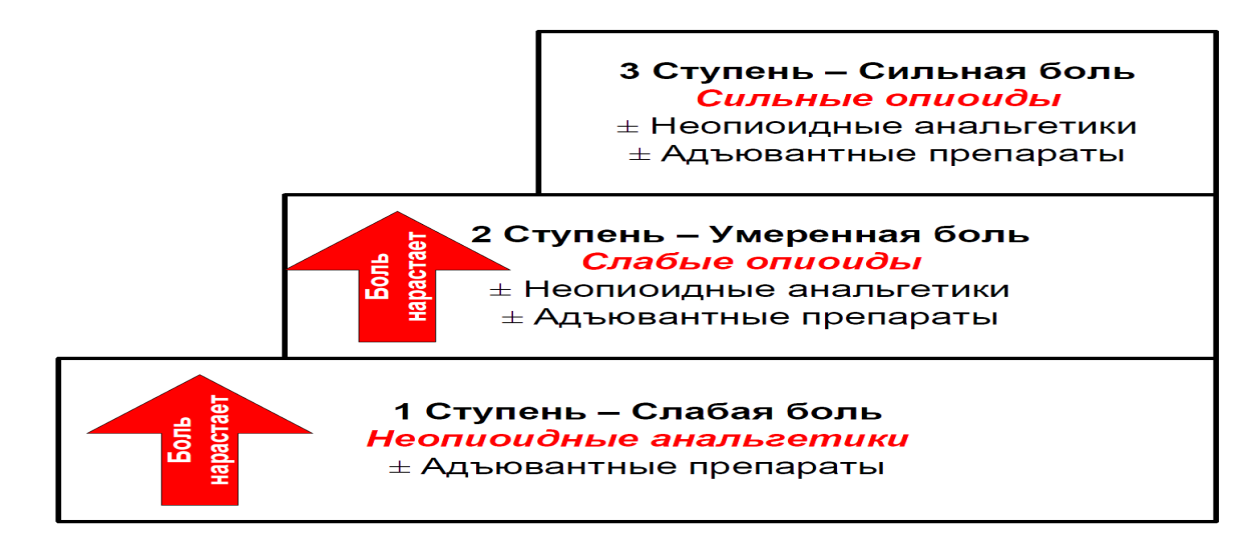 3 Ступень – Сильная боль
Сильные опиоиды
± Неопиоидные анальгетики
± Адъювантные препараты
Боль
нарастает
2 Ступень – Умеренная боль
Слабые опиоиды
± Неопиоидные анальгетики
± Адъювантные препараты
Боль
нарастает
1 Ступень – Слабая боль
Неопиоидные анальгетики
± Адъювантные препараты